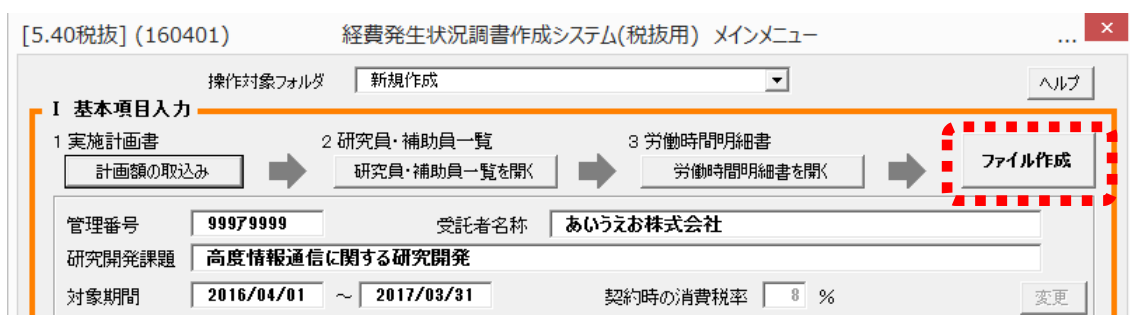 [5.40税抜] (160401) 経費発生状況調書作成システム(税抜用) メインメニュー ... ×
操作対象フォルダ 新規作成 ヘルプ
Ⅰ 基本項目入力
1 実施計画書 2 研究員・補助員一覧 3 労働時間明細書
計画額の取込み 研究員・補助員一覧を開く 労働時間明細書を開く ファイル作成
管理番号 99979999 受託者名称 あいうえお株式会社
研究開発課題 高度情報通信に関する研究開発
対象期間 2016/04/01 ～ 2017/03/31 契約時の消費税率 8 % 変更